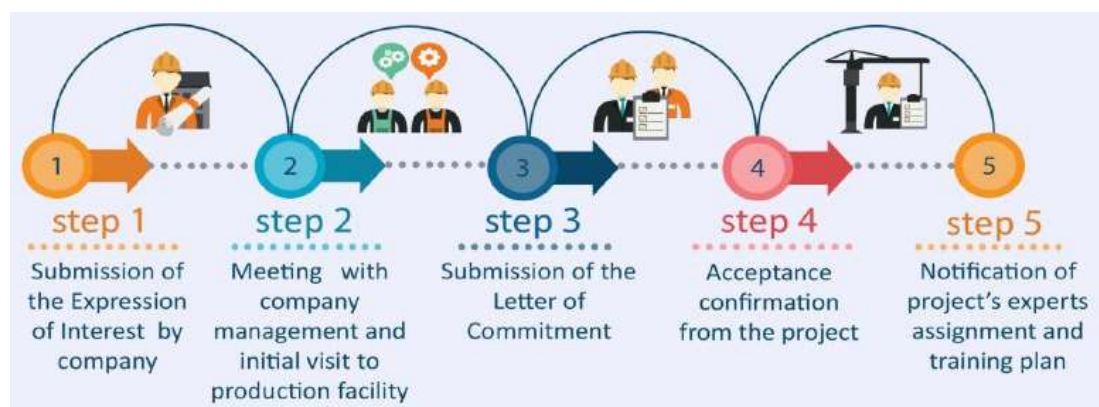 1
step 1
Submission of
the Expression
of Interest by
company
2
step 2
Meeting with
company
management and
initial visit to
production facility
3
step 3
Submission of the
Letter of
Commitment
4
step 4
Acceptance
confirmation
from the project
5
step 5
Notification of
project's experts
assignment and
training plan